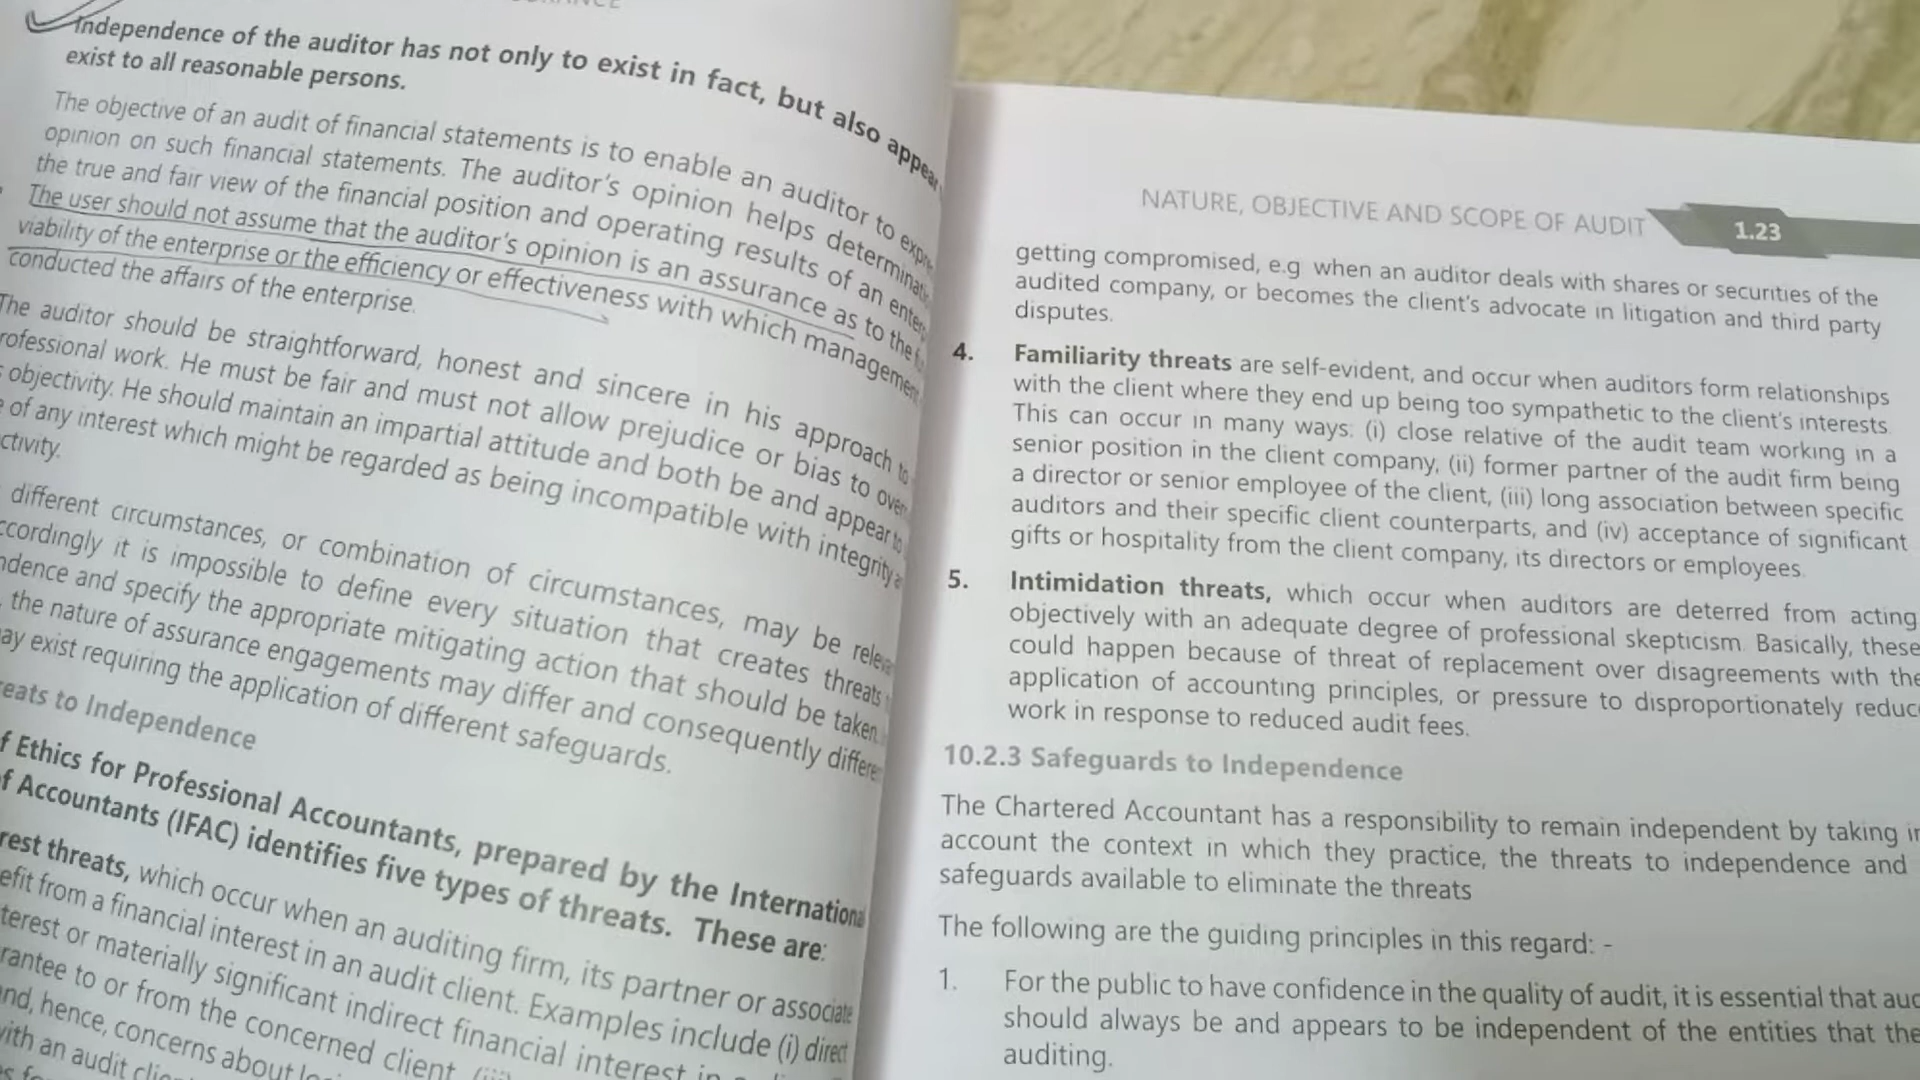 Independence of the auditor has not only to exist in fact, but also appear
exist to all reasonable persons.
The objective of an audit of financial statements is to enable an auditor to
opinion on such financial statements. The auditor's opinion helps
the true and fair view of the financial position and operating results of an
The user should not assume that the auditor's opinion is an assurance as to the
viability of the enterprise or the efficiency or effectiveness with which management
conducted the affairs of the enterprise.
The auditor should be straightforward, honest and sincere in his approach to
professional work. He must be fair and must not allow prejudice or bias to
objectivity. He should maintain an impartial attitude and both be and appear to
of any interest which might be regarded as being incompatible with integrity
different circumstances, or combination of circumstances, may be
accordingly it is impossible to define every situation that creates threats
and specify the appropriate mitigating action that should be taken.
the nature of assurance engagements may differ and consequently
may exist requiring the application of different safeguards.
to Independence
of Ethics for Professional Accountants, prepared by the International
of Accountants (IFAC) identifies five types of threats. These are:
threats, which occur when an auditing firm, its partner or associate
from a financial interest in an audit client. Examples include (i) direct
or materially significant indirect financial interest in
to or from the concerned client
and, hence, concerns about
with an audit
NATURE, OBJECTIVE AND SCOPE OF AUDIT 1.23
getting compromised, e.g when an auditor deals with shares or securities of the
audited company, or becomes the client's advocate in litigation and third party
disputes.
4. Familiarity threats are self-evident, and occur when auditors form relationships
with the client where they end up being too sympathetic to the client's interests.
This can occur in many ways: (i) close relative of the audit team working in a
senior position in the client company, (ii) former partner of the audit firm being
a director or senior employee of the client, (iii) long association between specific
auditors and their specific client counterparts, and (iv) acceptance of significant
gifts or hospitality from the client company, its directors or employees.
5. Intimidation threats, which occur when auditors are deterred from acting
objectively with an adequate degree of professional skepticism. Basically, these
could happen because of threat of replacement over disagreements with the
application of accounting principles, or pressure to disproportionately
work in response to reduced audit fees.
10.2.3 Safeguards to Independence
The Chartered Accountant has a responsibility to remain independent by taking
account the context in which they practice, the threats to independence and
safeguards available to eliminate the threats
The following are the guiding principles in this regard: -
1. For the public to have confidence in the quality of audit, it is essential that
should always be and appears to be independent of the entities that
auditing.